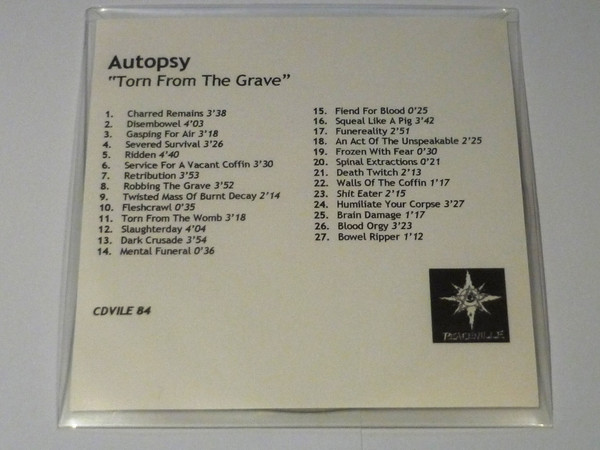 Autopsy
"Torn From The Grave"
1. Charred Remains 3'38
2. Disembowel 4'03
3. Gasping For Air 3'18
4. Severed Survival 3'26
5. Ridden 4'40
6. Service For A Vacant Coffin 3'30
7. Retribution 3'53
8. Robbing The Grave 3'52
9. Twisted Mass Of Burnt Decay 2'14
10. Fleshcrawl 0'35
11. Torn From The Womb 3'18
12. Slaughterday 4'04
13. Dark Crusade 3'54
14. Mental Funeral 0'36
15. Fiend For Blood 0'25
16. Squeal Like A Pig 3'42
17. Funereality 2'51
18. An Act Of The Unspeakable 2'25
19. Frozen With Fear 0'30
20. Spinal Extractions 0'21
21. Death Twitch 2'13
22. Walls Of The Coffin 1'17
23. Shit Eater 2'15
24. Humiliate Your Corpse 3'27
25. Brain Damage 1'17
26. Blood Orgy 3'23
27. Bowel Ripper 1'12
CDVILE 84
PEACEVILLE